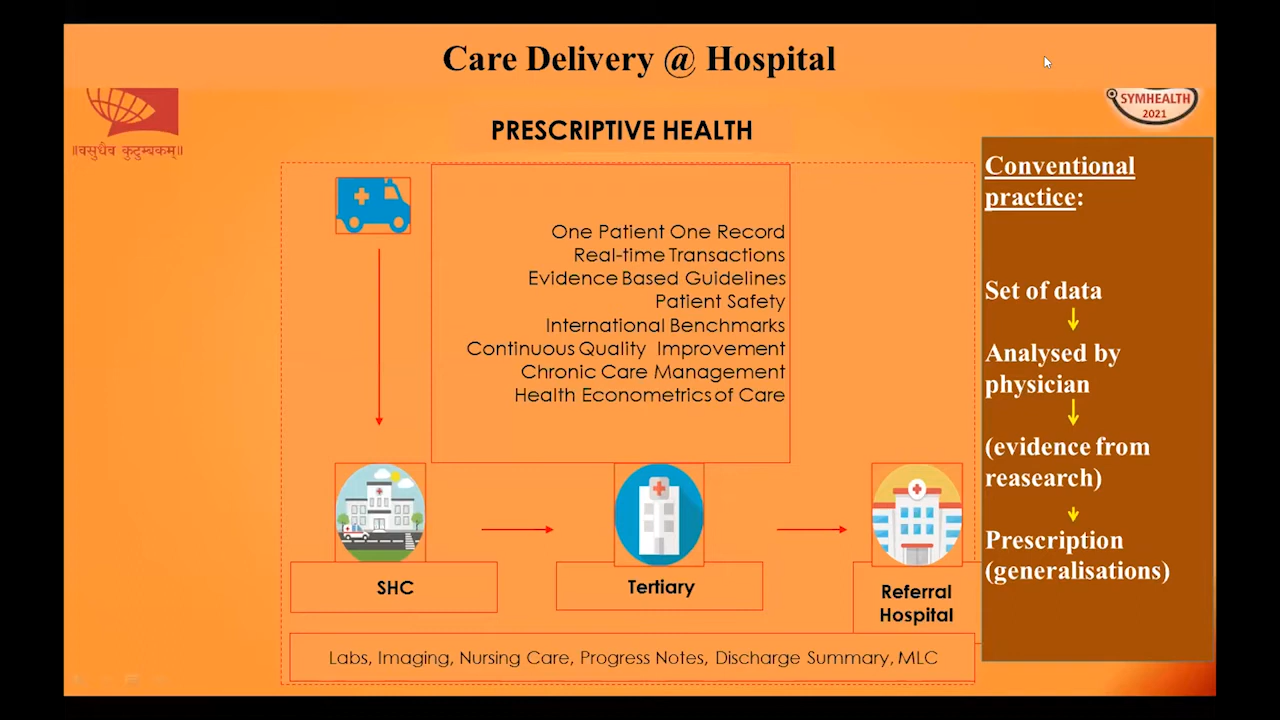 Care Delivery @ Hospital
॥वसुधैव कुटुम्बकम्॥
SYMHEALTH
2021
PRESCRIPTIVE HEALTH
One Patient One Record
Real-time Transactions
Evidence Based Guidelines
Patient Safety
International Benchmarks
Continuous Quality Improvement
Chronic Care Management
Health Econometrics of Care
SHC
Tertiary
Referral
Hospital
Labs, Imaging, Nursing Care, Progress Notes, Discharge Summary, MLC
Conventional
practice:
Set of data
Analysed by
physician
(evidence from
reasearch)
Prescription
(generalisations)